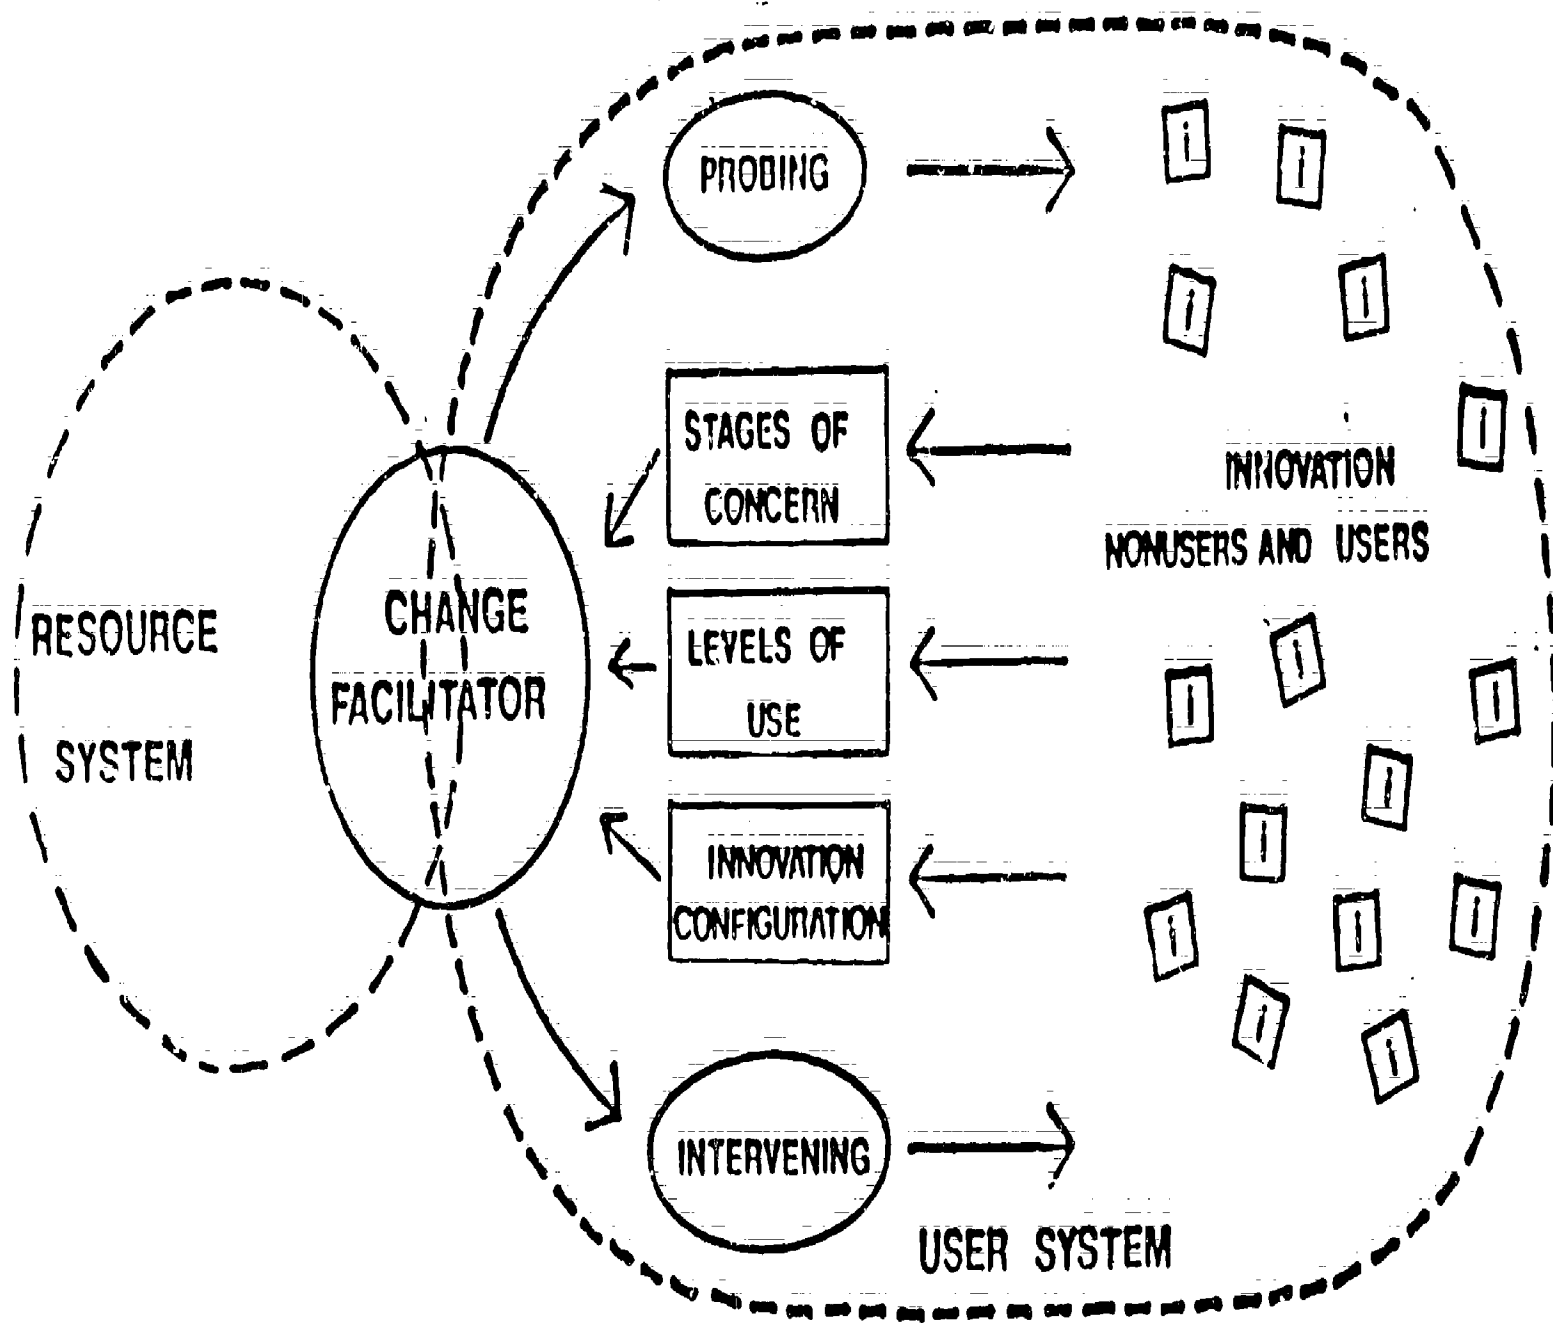 PROBING
i
i
i
i
STAGES OF
CONCERN
i
INNOVATION
NONUSERS AND USERS
RESOURCE
SYSTEM
CHANGE
FACILITATOR
LEVELS OF
USE
i
i
i
i
i
INNOVATION
CONFIGURATION
i
i
i
i
i
INTERVENING
USER SYSTEM